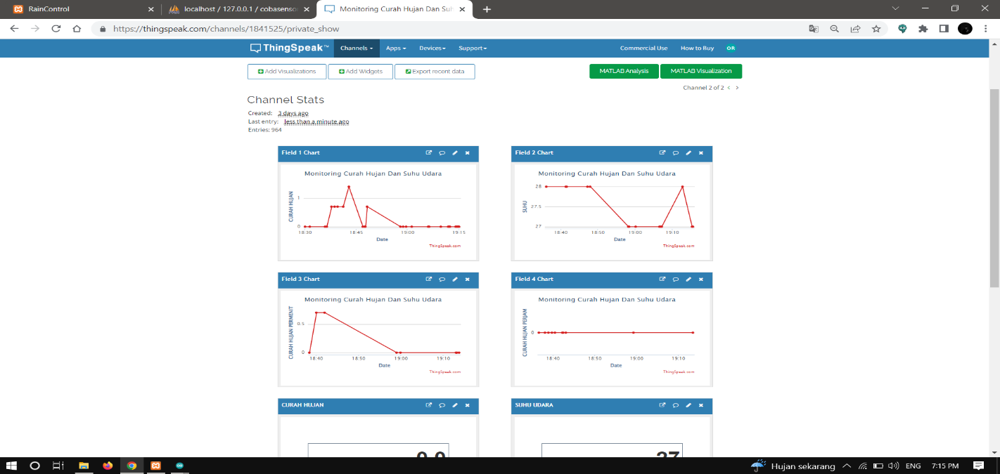 RainControl
localhost / 127.0.0.1 / cobasenso
Monitoring Curah Hujan Dan Suh
https://thingspeak.com/channels/1841525/private_show
ThingSpeak™ Channels Apps Devices Support Commercial Use How to Buy OR
Add Visualizations Add Widgets Export recent data MATLAB Analysis MATLAB Visualization
Channel 2 of 2 < >
Channel Stats
Created: 3 days ago
Last entry: less than a minute ago
Entries: 964
Field 1 Chart
Monitoring Curah Hujan Dan Suhu Udara
CURAH HUJAN
1
0
18:30 18:45 19:00 19:15
Date
ThingSpeak.com
Field 2 Chart
Monitoring Curah Hujan Dan Suhu Udara
SUHU
28
27.5
27
18:40 18:50 19:00 19:10
Date
ThingSpeak.com
Field 3 Chart
Monitoring Curah Hujan Dan Suhu Udara
CURAH HUJAN PERMENIT
0.5
0
18:40 18:50 19:00 19:10
Date
ThingSpeak.com
Field 4 Chart
Monitoring Curah Hujan Dan Suhu Udara
CURAH HUJAN PERJAM
0
18:40 18:50 19:00 19:10
Date
ThingSpeak.com
CURAH HUJAN
0.0
SUHU UDARA
27
Hujan sekarang ENG 7:15 PM